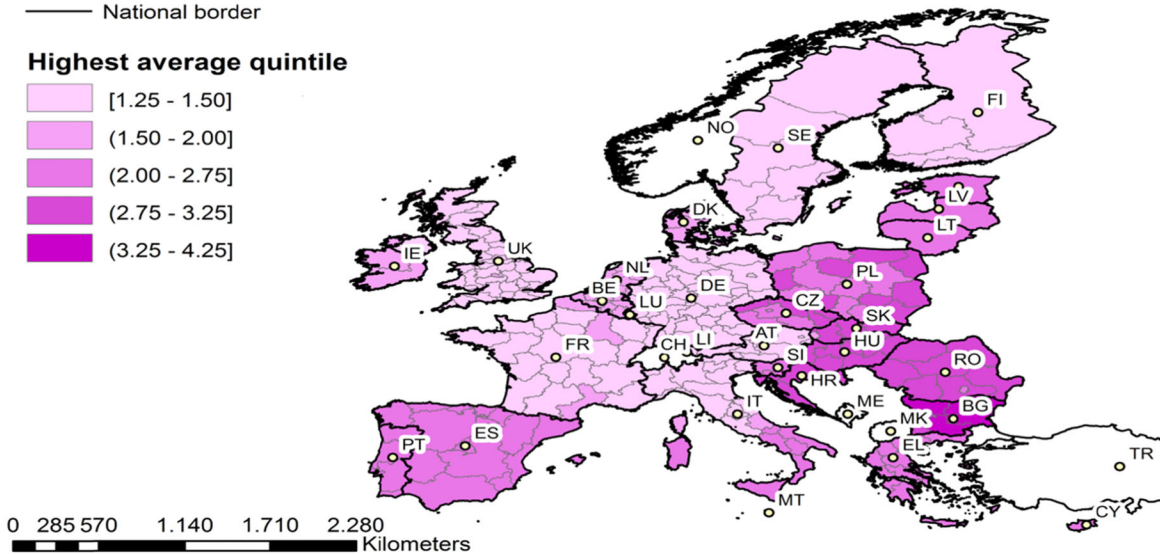 National border
Highest average quintile
[1.25 - 1.50]
(1.50 - 2.00]
(2.00 - 2.75]
(2.75 - 3.25]
(3.25 - 4.25]
FI
NO
SE
LV
DK
LT
IE
UK
NL
PL
BE
DE
LU
CZ
SK
AT
FR
CH
LI
HU
SI
RO
HR
IT
ME
BG
MK
ES
PT
EL
TR
MT
CY
0 285 570 1.140 1.710 2.280
Kilometers